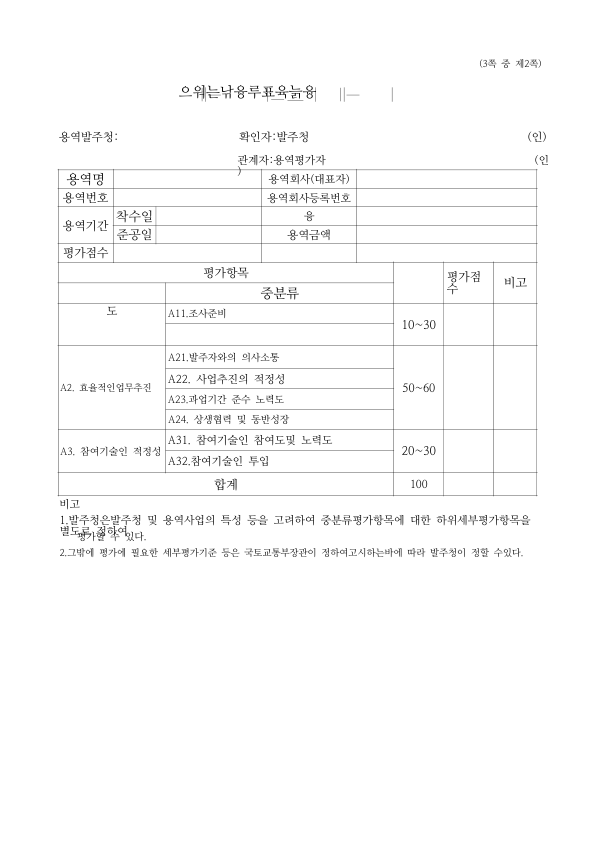 (3쪽 중 제2쪽)
용역발주청: 확인자:발주청 (인)
관계자:용역평가자 (인
)
용역명 용역회사(대표자)
용역번호 용역회사등록번호
용역기간 착수일 용
준공일 용역금액
평가점수
평가항목 평가점수 비고
중분류
도 A11.조사준비 10~30
A2. 효율적인업무추진 A21.발주자와의 의사소통 50~60
A22. 사업추진의 적정성
A23.과업기간 준수 노력도
A24. 상생협력 및 동반성장
A3. 참여기술인 적정성 A31. 참여기술인 참여도및 노력도 20~30
A32.참여기술인 투입
합계 100
비고
1.발주청은발주청 및 용역사업의 특성 등을 고려하여 중분류평가항목에 대한 하위세부평가항목을
별도로 정하여
평가할 수 있다.
2.그밖에 평가에 필요한 세부평가기준 등은 국토교통부장관이 정하여고시하는바에 따라 발주청이 정할 수있다.